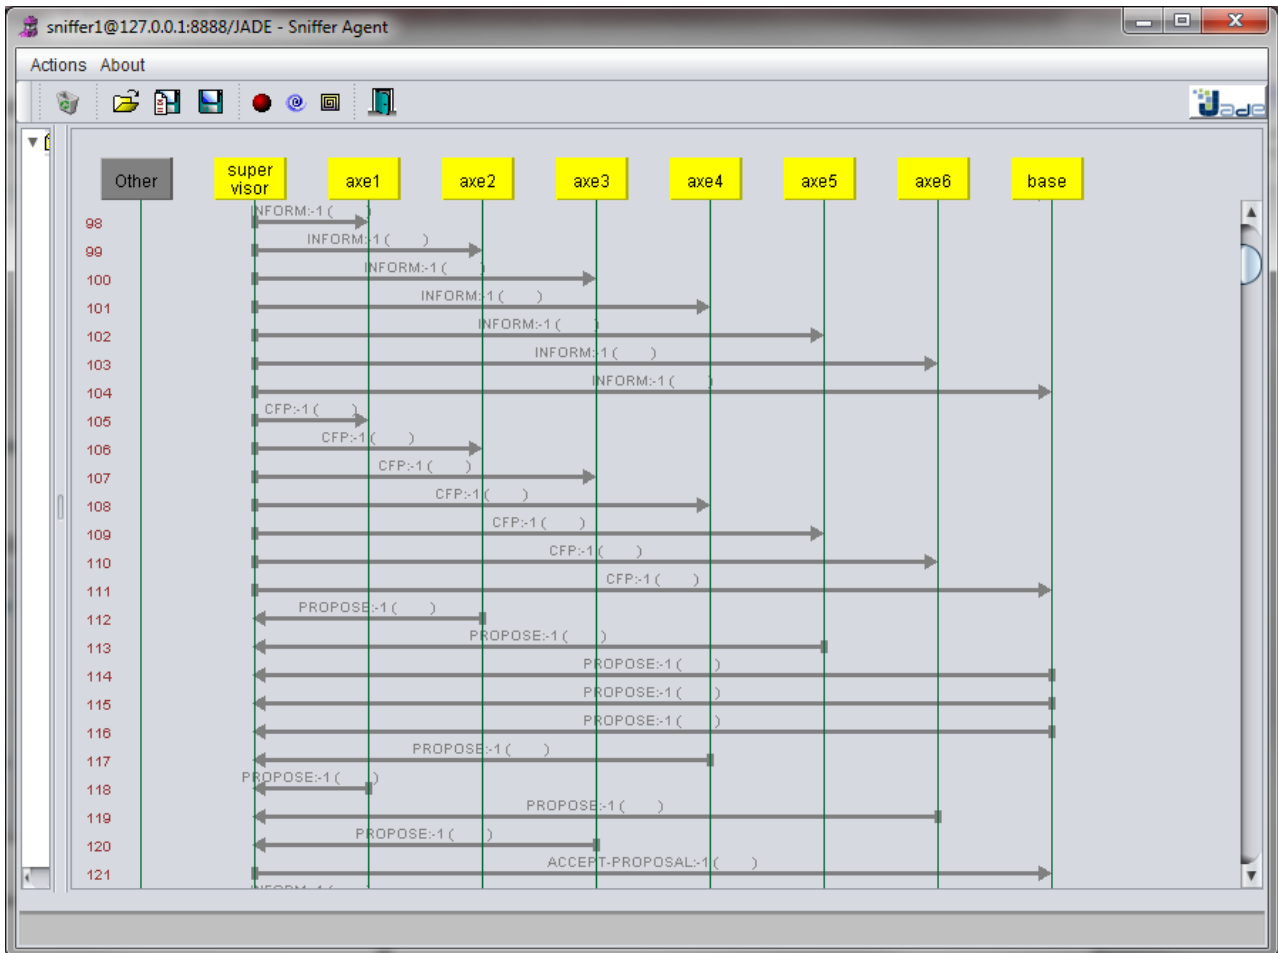 sniffer1@127.0.0.1:8888/JADE - Sniffer Agent
Actions About
Jade
Other
super
visor
axe1
axe2
axe3
axe4
axe5
axe6
base
98 INFORM:-1 ( )
99 INFORM:-1 ( )
100 INFORM:-1 ( )
101 INFORM:-1 ( )
102 INFORM:-1 ( )
103 INFORM:-1 ( )
104 INFORM:-1 ( )
105 CFP:-1 ( )
106 CFP:-1 ( )
107 CFP:-1 ( )
108 CFP:-1 ( )
109 CFP:-1 ( )
110 CFP:-1 ( )
111 CFP:-1 ( )
112 PROPOSE:-1 ( )
113 PROPOSE:-1 ( )
114 PROPOSE:-1 ( )
115 PROPOSE:-1 ( )
116 PROPOSE:-1 ( )
117 PROPOSE:-1 ( )
118 PROPOSE:-1 ( )
119 PROPOSE:-1 ( )
120 PROPOSE:-1 ( )
121 ACCEPT-PROPOSAL:-1 ( )